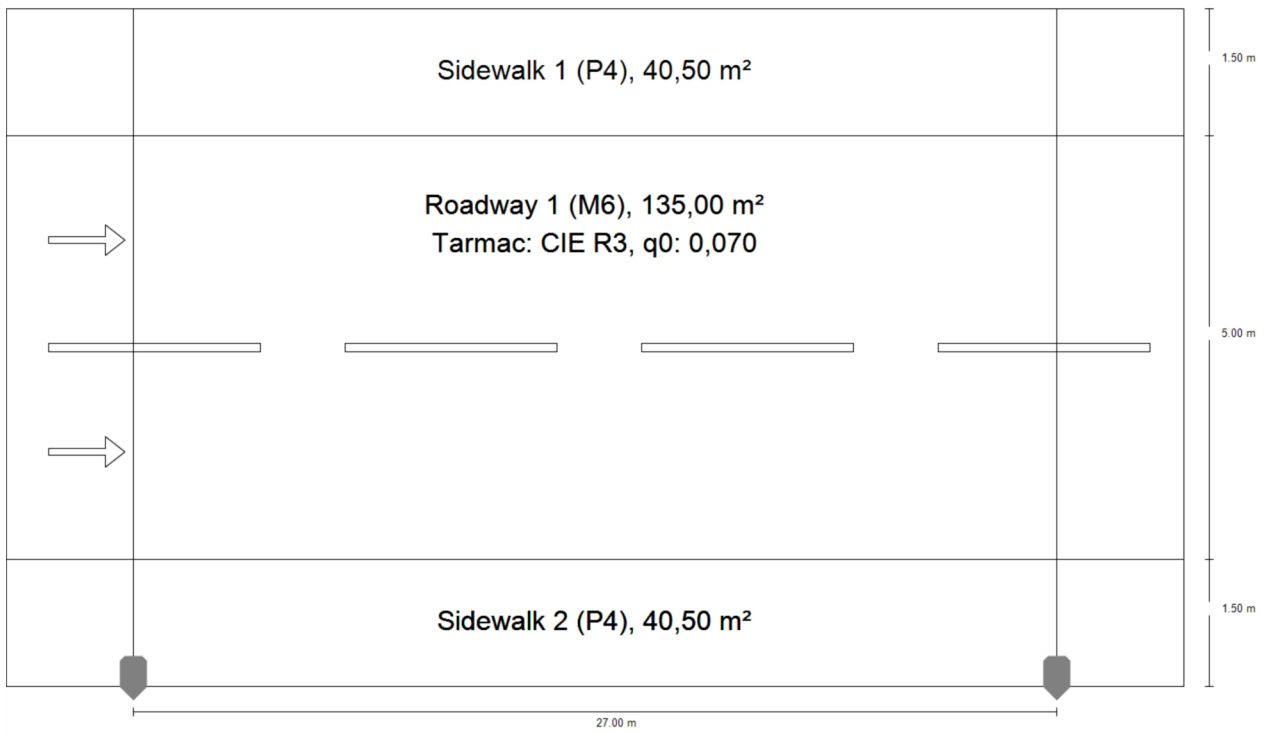 Sidewalk 1 (P4), 40,50 m²
1.50 m
Roadway 1 (M6), 135,00 m²
Tarmac: CIE R3, q0: 0,070
5.00 m
Sidewalk 2 (P4), 40,50 m²
1.50 m
27.00 m